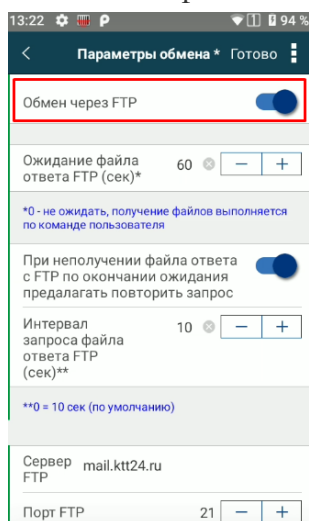 13:22 94 %
Параметры обмена * Готово
Обмен через FTP
Ожидание файла
ответа FTP (сек)* 60 − +
*0 - не ожидать, получение файлов выполняется
по команде пользователя
При неполучении файла ответа
с FTP по окончании ожидания
предалагать повторить запрос
Интервал
запроса файла
ответа FTP
(сек)** 10 − +
**0 = 10 сек (по умолчанию)
Сервер
FTP mail.ktt24.ru
Порт FTP 21 − +